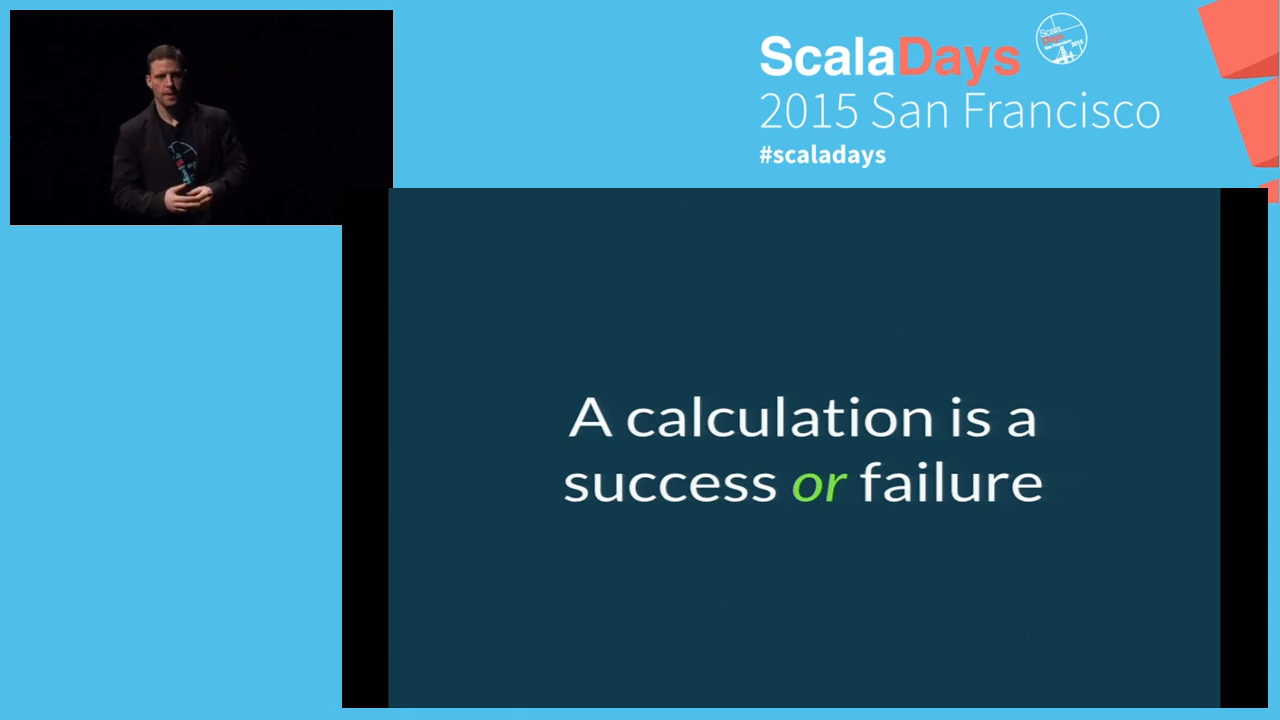 ScalaDays
2015 San Francisco
#scaladays
A calculation is a
success or failure